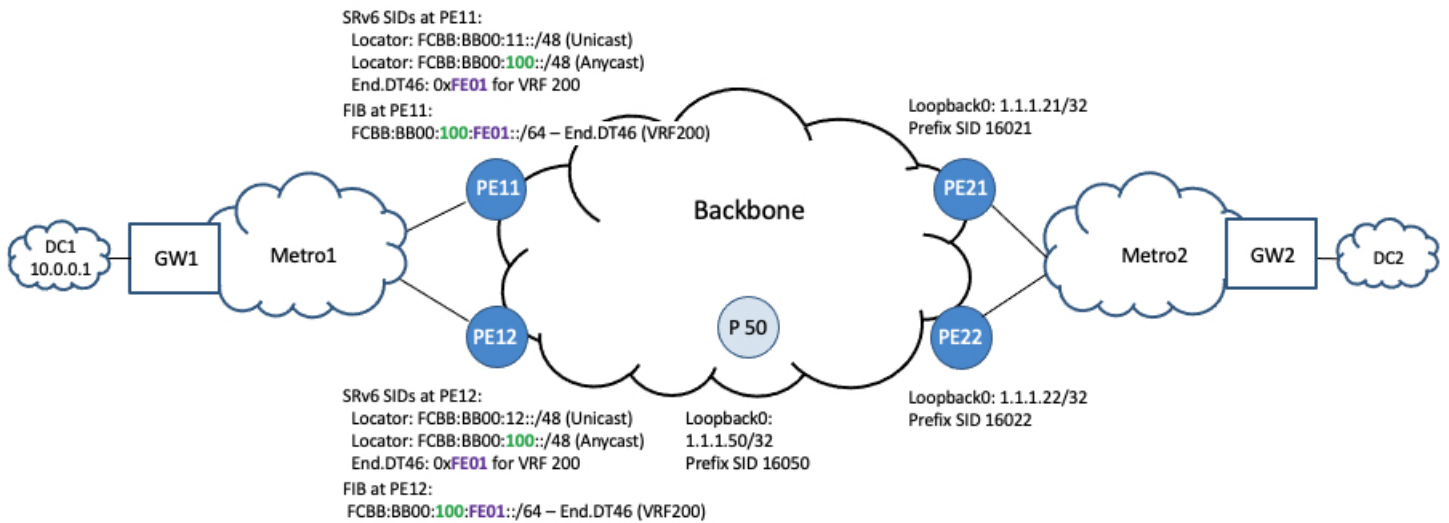 SRv6 SIDs at PE11:
Locator: FCBB:BB00:11::/48 (Unicast)
Locator: FCBB:BB00:100::/48 (Anycast)
End.DT46: 0xFE01 for VRF 200
FIB at PE11:
FCBB:BB00:100:FE01::/64 – End.DT46 (VRF200)
Loopback0: 1.1.1.21/32
Prefix SID 16021
PE11
PE21
Backbone
DC1
10.0.0.1
GW1
Metro1
Metro2
GW2
DC2
PE12
P 50
PE22
SRv6 SIDs at PE12:
Locator: FCBB:BB00:12::/48 (Unicast)
Locator: FCBB:BB00:100::/48 (Anycast)
End.DT46: 0xFE01 for VRF 200
FIB at PE12:
FCBB:BB00:100:FE01::/64 – End.DT46 (VRF200)
Loopback0:
1.1.1.50/32
Prefix SID 16050
Loopback0: 1.1.1.22/32
Prefix SID 16022